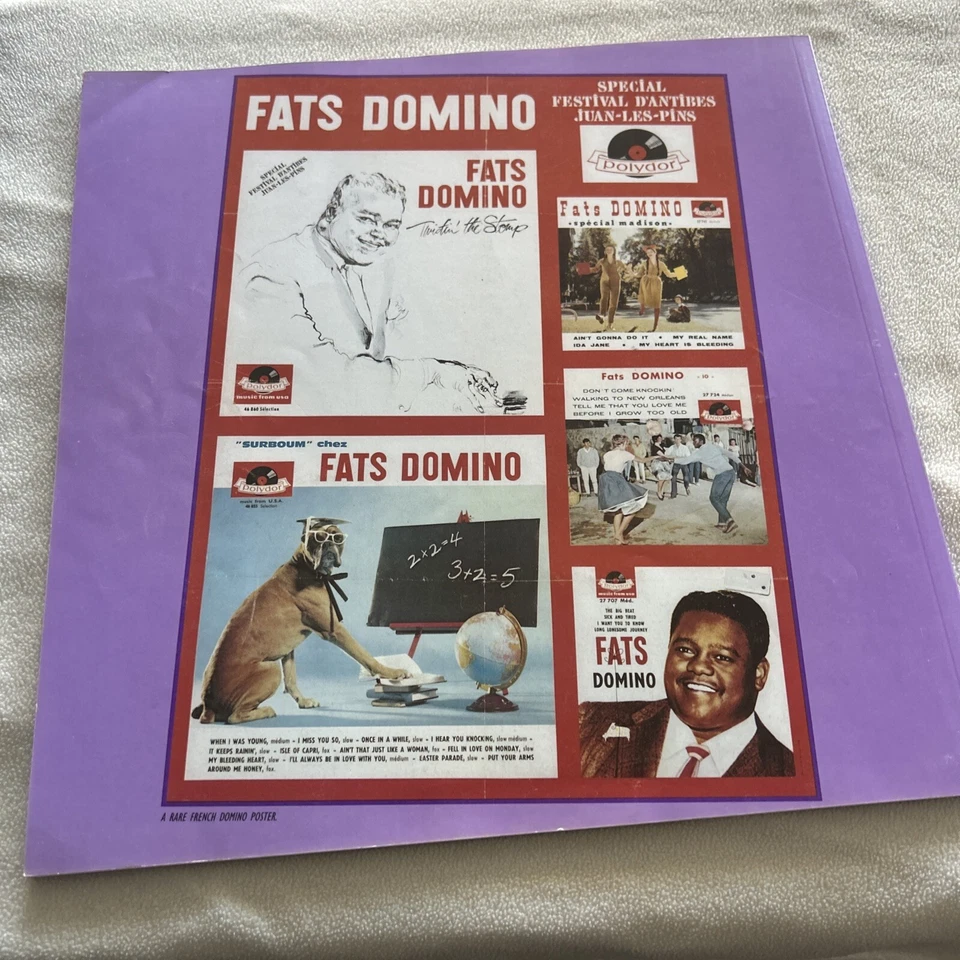 FATS DOMINO
SPECIAL
FESTIVAL D'ANTIBES
JUAN-LES-PINS
polydor
SPECIAL
FESTIVAL D'ANTIBES
JUAN-LES-PINS
FATS
DOMINO
Twistin' the Stomp
polydor
music from usa
46 860 Sélection
Fats DOMINO
•spécial madison•
AIN'T GONNA DO IT • MY REAL NAME
IDA JANE • MY HEART IS BLEEDING
Fats DOMINO - 10 -
DON'T COME KNOCKIN'
WALKING TO NEW ORLEANS
TELL ME THAT YOU LOVE ME
BEFORE I GROW TOO OLD
27 724
polydor
"SURBOUM" chez
FATS DOMINO
polydor
music from U.S.A.
2x2=4
3+2=5
WHEN I WAS YOUNG, médium - I MISS YOU SO, slow - ONCE IN A WHILE, slow - I HEAR YOU KNOCKING, slow médium -
IT KEEPS RAININ', slow - ISLE OF CAPRI, fox - AIN'T THAT JUST LIKE A WOMAN, fox - FELL IN LOVE ON MONDAY, slow
MY BLEEDING HEART, slow - I'LL ALWAYS BE IN LOVE WITH YOU, médium - EASTER PARADE, slow - PUT YOUR ARMS
AROUND ME HONEY, fox.
polydor
music from usa
27 707 Méd.
THE BIG BEAT
SICK AND TIRED
I WANT YOU TO KNOW
LONG LONESOME JOURNEY
FATS
DOMINO
A RARE FRENCH DOMINO POSTER.